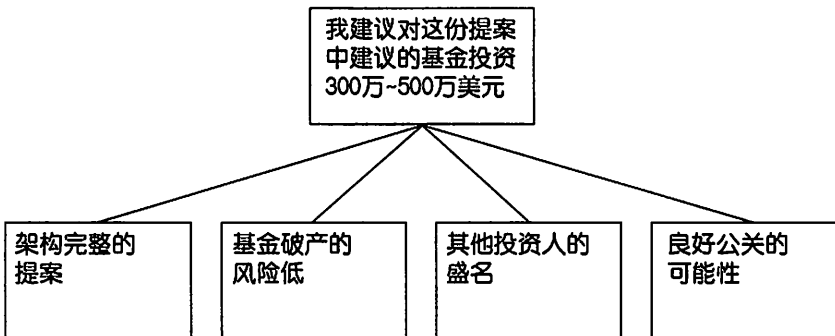 我建议对这份提案
中建议的基金投资
300万~500万美元
架构完整的
提案
基金破产的
风险低
其他投资人的
盛名
良好公关的
可能性